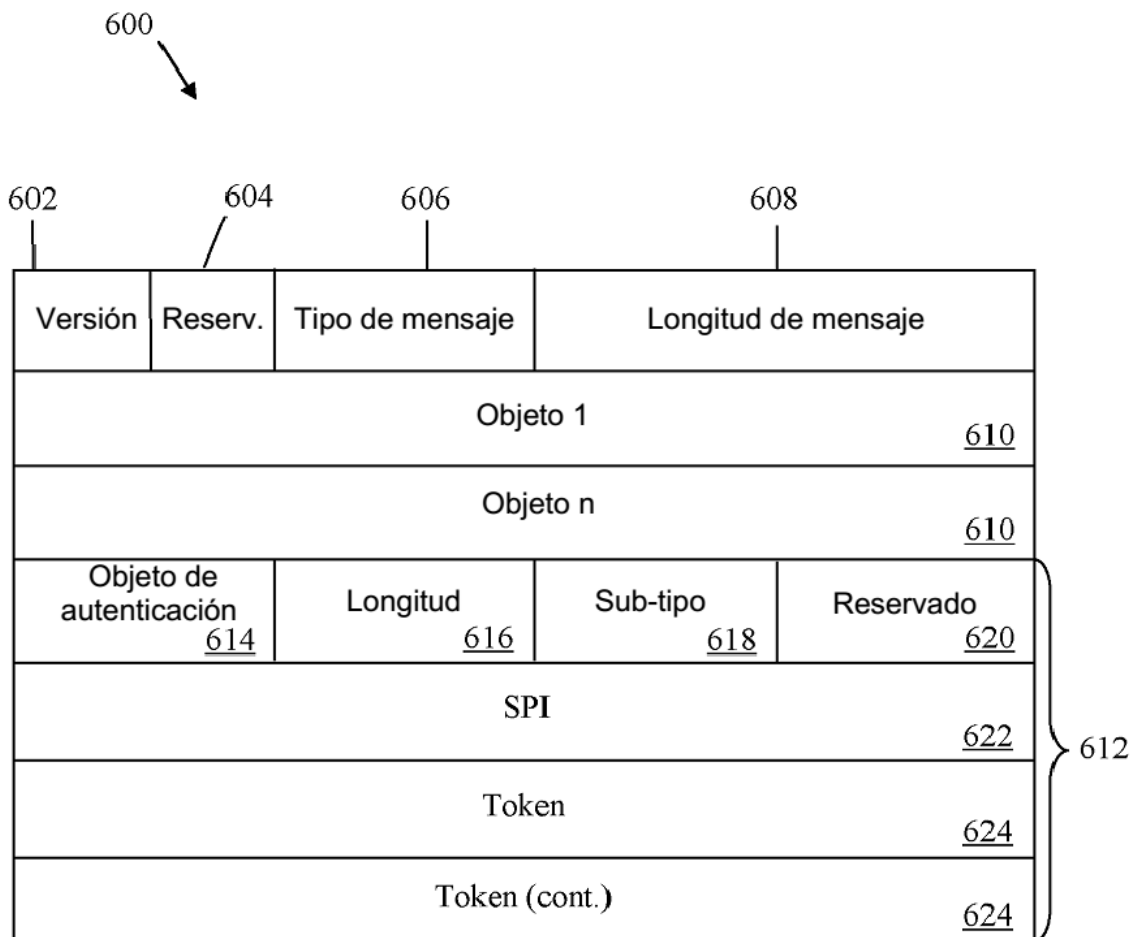 600
602
604
606
608
Versión
Reserv.
Tipo de mensaje
Longitud de mensaje
Objeto 1
610
Objeto n
610
Objeto de
autenticación
614
Longitud
616
Sub-tipo
618
Reservado
620
SPI
622
612
Token
624
Token (cont.)
624